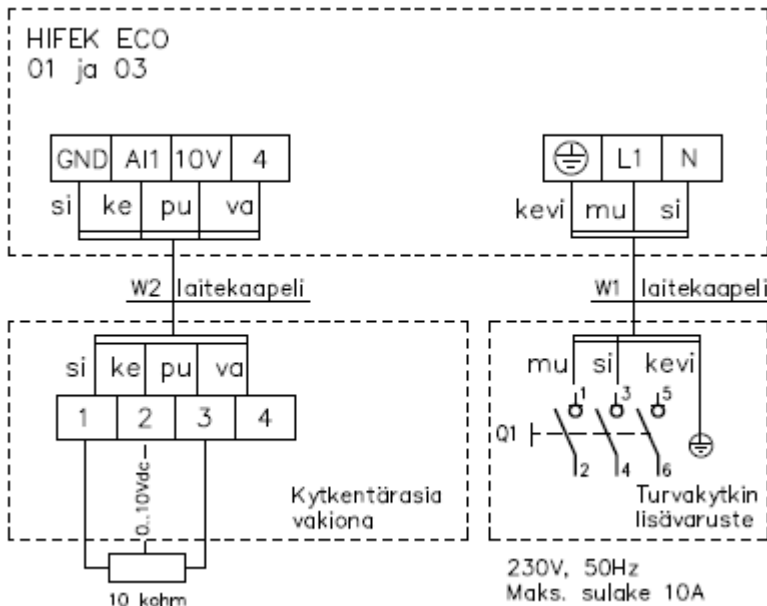 HIFEK ECO
01 ja 03
GND AI1 10V 4
L1 N
si ke pu va
kevi mu si
W2 laitekaapeli
W1 laitekaapeli
si ke pu va
1 2 3 4
0..10Vdc
Kytkentärasia
vakiona
10 kohm
mu si kevi
1 3 5
Q1
2 4 6
Turvakytkin
lisävaruste
230V, 50Hz
Maks. sulake 10A